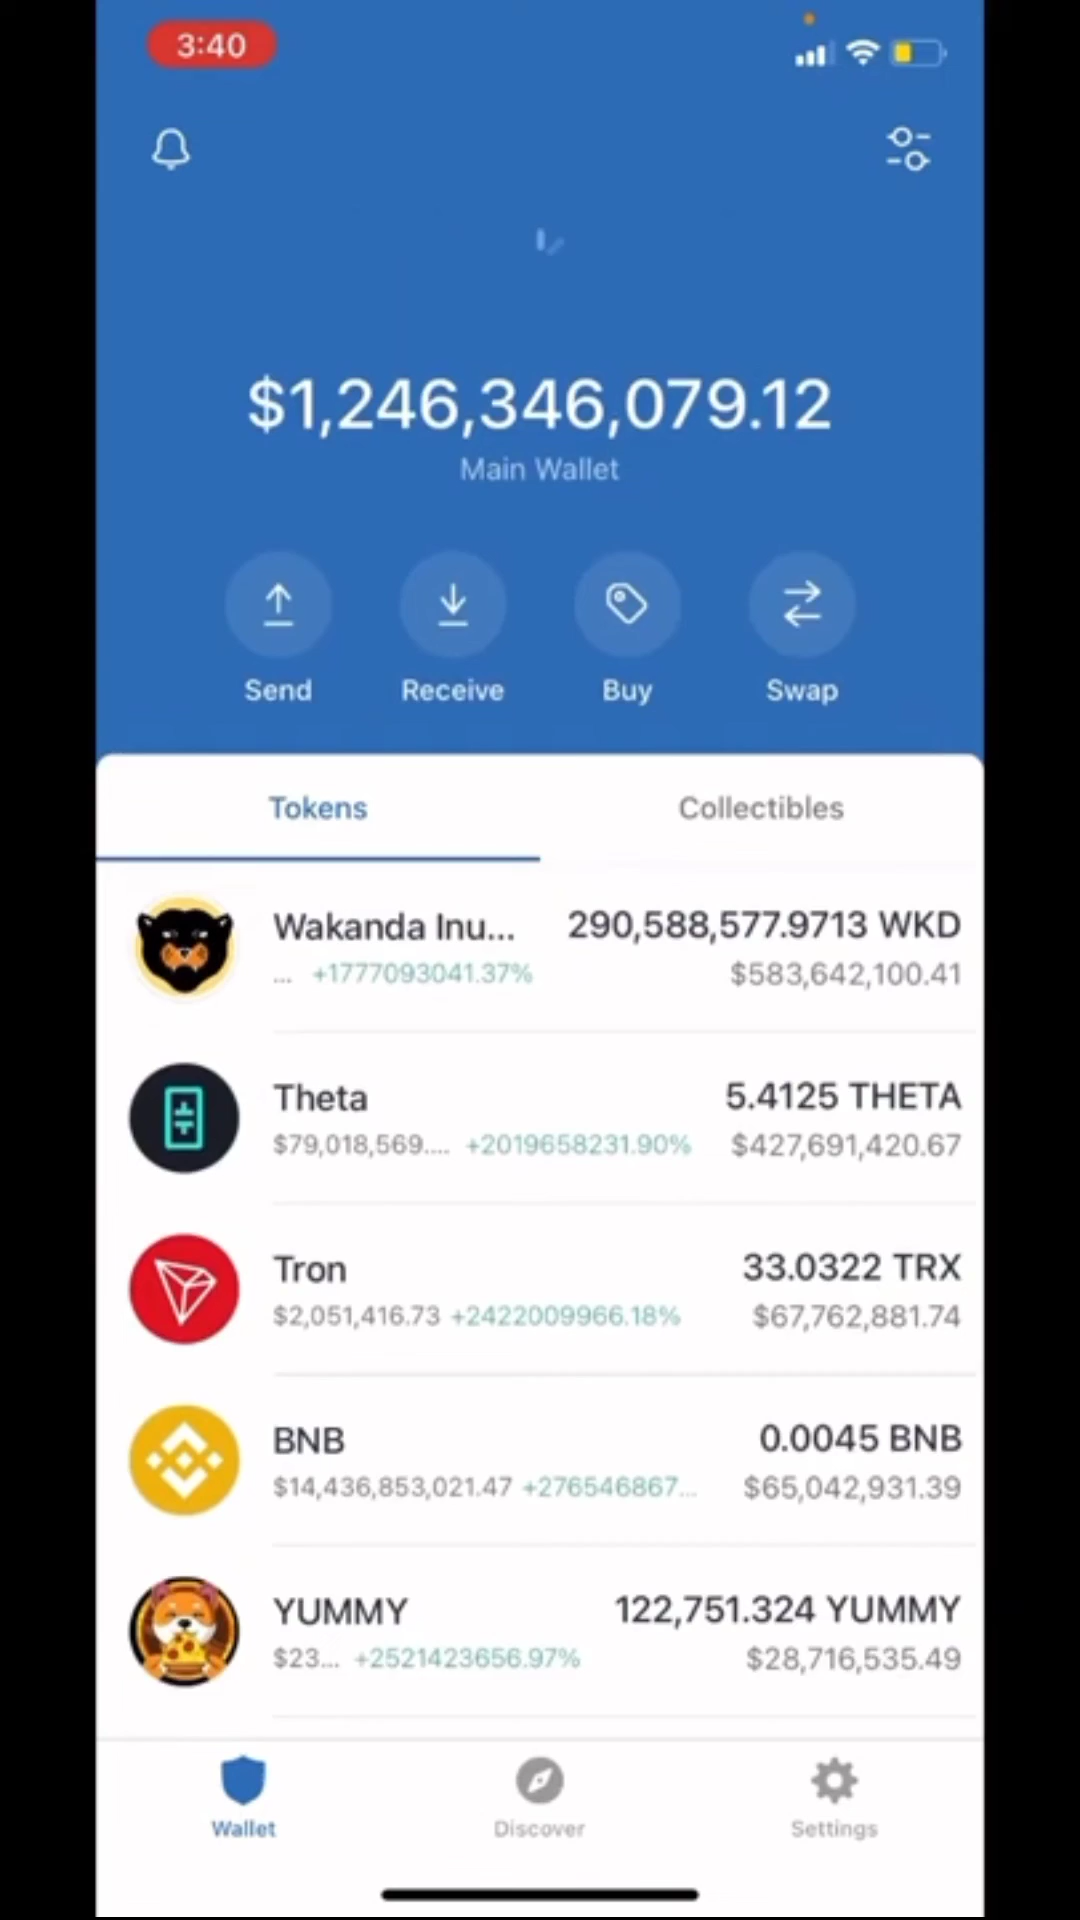 3:40
$1,246,346,079.12
Main Wallet
Send Receive Buy Swap
Tokens Collectibles
Wakanda Inu... 290,588,577.9713 WKD
... +1777093041.37% $583,642,100.41
Theta 5.4125 THETA
$79,018,569.... +2019658231.90% $427,691,420.67
Tron 33.0322 TRX
$2,051,416.73 +2422009966.18% $67,762,881.74
BNB 0.0045 BNB
$14,436,853,021.47 +276546867... $65,042,931.39
YUMMY 122,751.324 YUMMY
$23... +2521423656.97% $28,716,535.49
Wallet Discover Settings